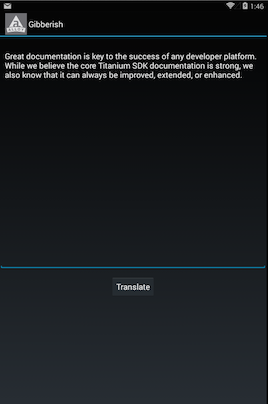 1:46
Gibberish
Great documentation is key to the success of any developer platform.
While we believe the core Titanium SDK documentation is strong, we
also know that it can always be improved, extended, or enhanced.
Translate